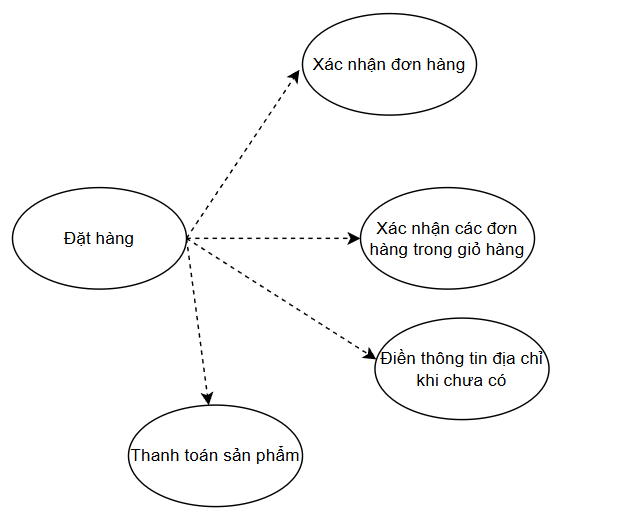 Xác nhận đơn hàng
Đặt hàng
Xác nhận các đơn
hàng trong giỏ hàng
Điền thông tin địa chỉ
khi chưa có
Thanh toán sản phẩm